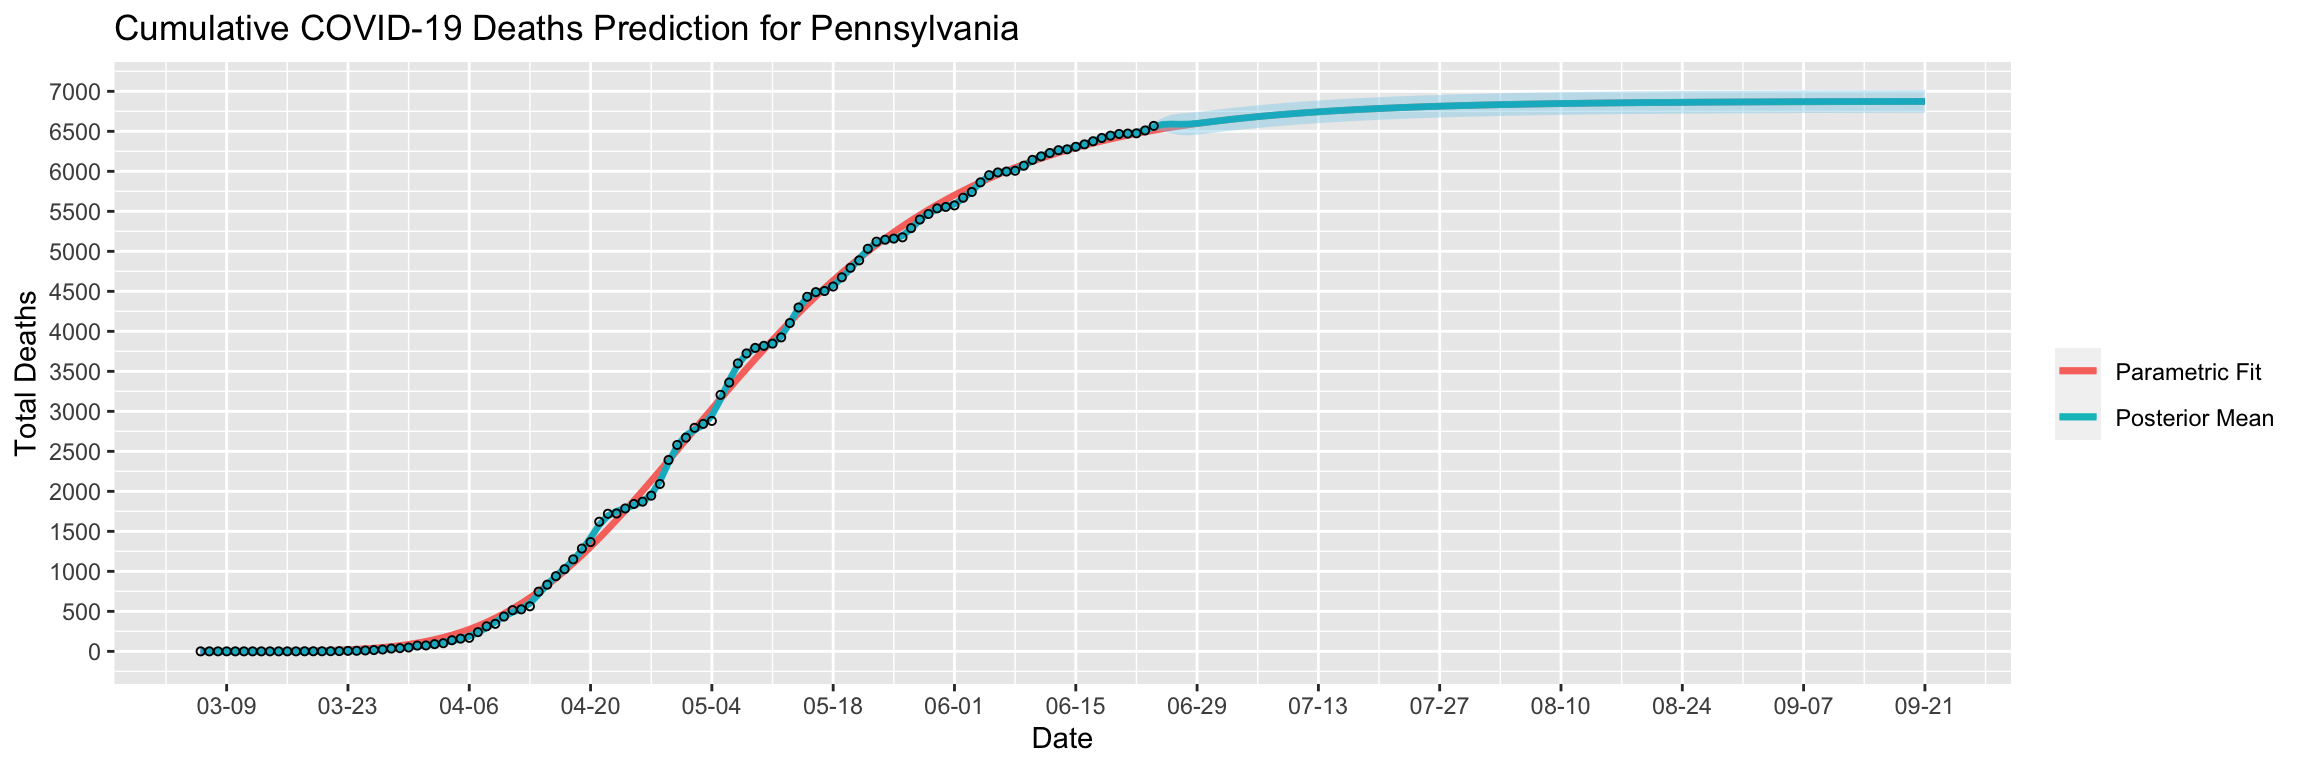 Cumulative COVID-19 Deaths Prediction for Pennsylvania
7000
6500
6000
5500
5000
4500
4000
3500
3000
2500
2000
1500
1000
500
0
Total Deaths
03-09 03-23 04-06 04-20 05-04 05-18 06-01 06-15 06-29 07-13 07-27 08-10 08-24 09-07 09-21
Date
Parametric Fit
Posterior Mean